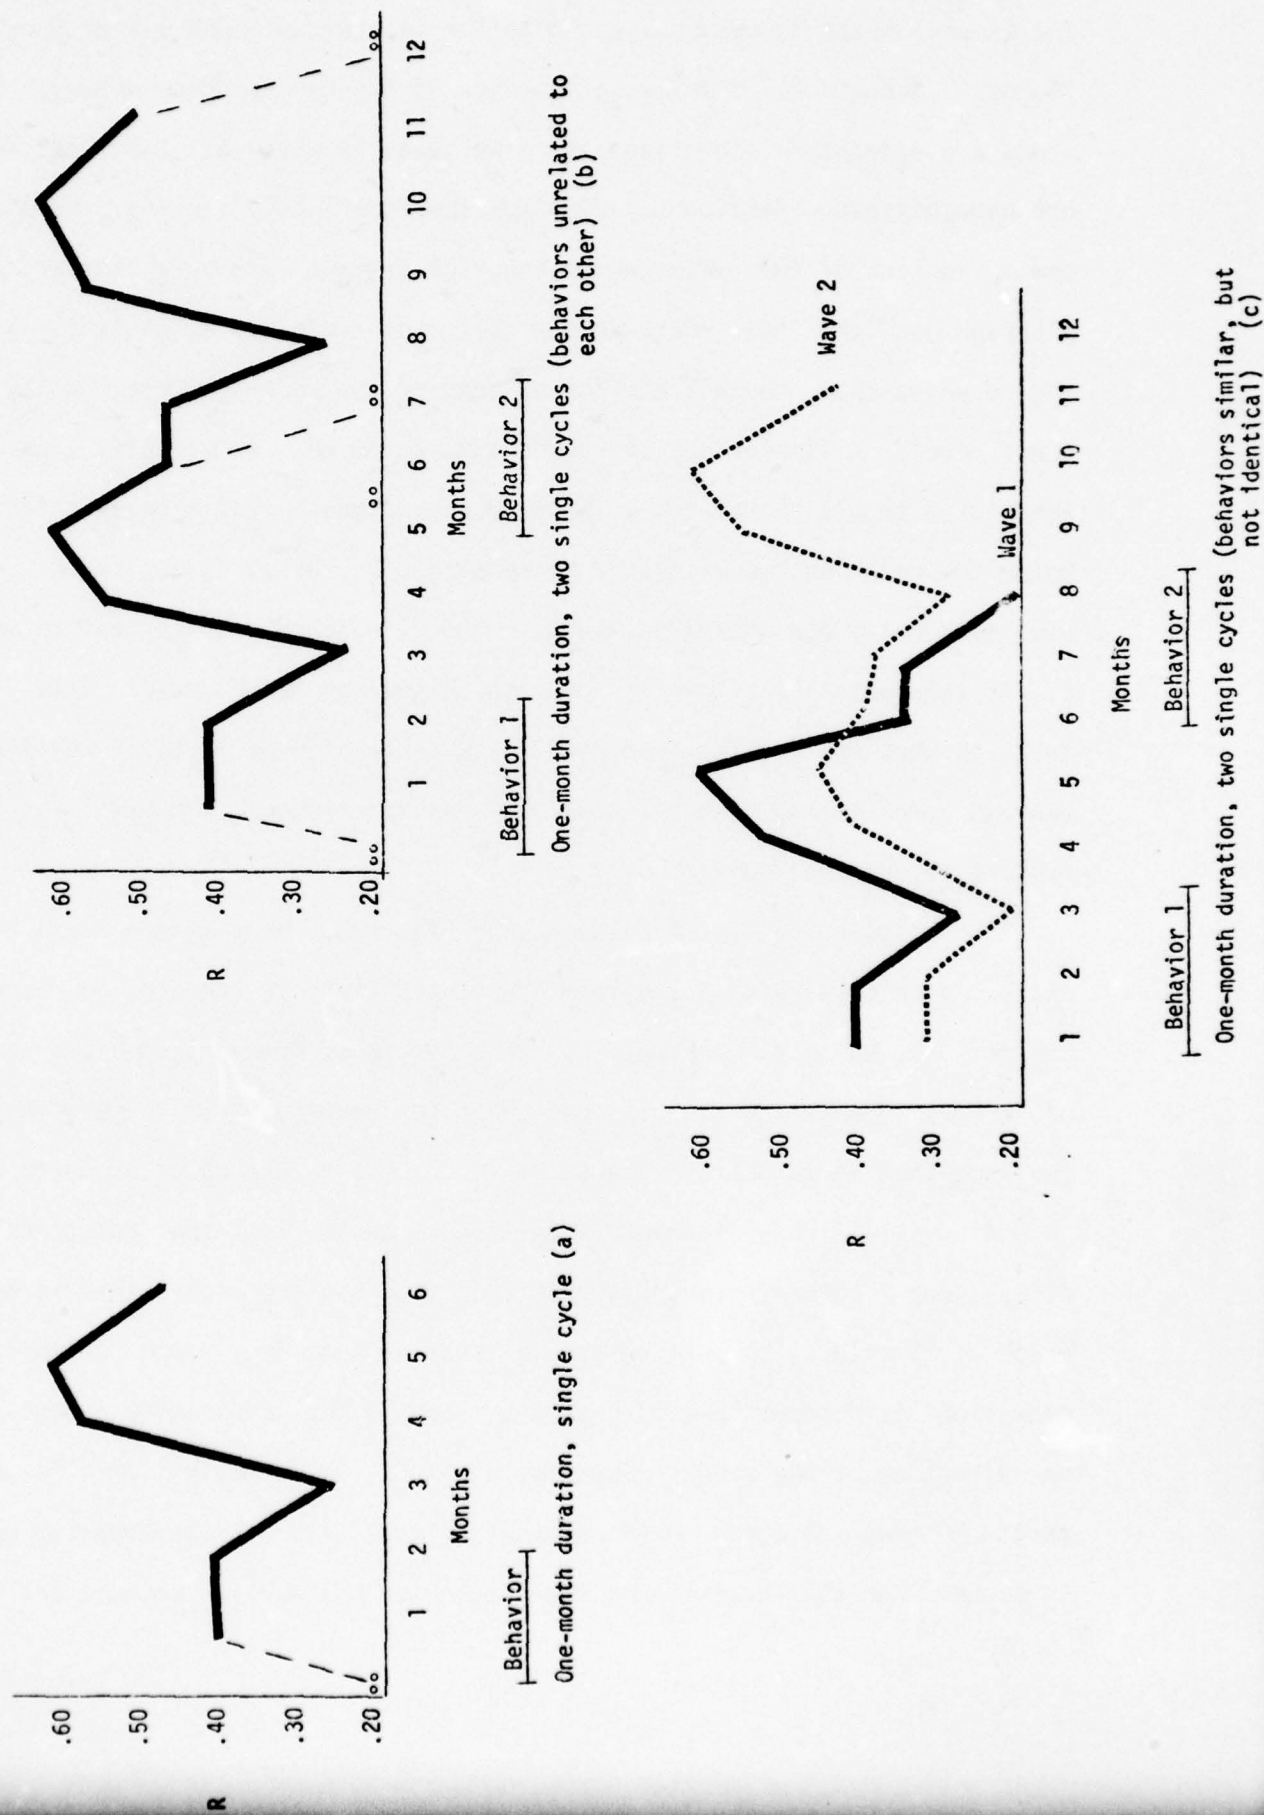 R
.60
.50
.40
.30
.20
1 2 3 4 5 6
Months
Behavior
One-month duration, single cycle (a)
R
.60
.50
.40
.30
.20
1 2 3 4 5 6 7 8 9 10 11 12
Months
Behavior 1 Behavior 2
One-month duration, two single cycles (behaviors unrelated to
each other) (b)
R
.60
.50
.40
.30
.20
Wave 2
Wave 1
1 2 3 4 5 6 7 8 9 10 11 12
Months
Behavior 1 Behavior 2
One-month duration, two single cycles (behaviors similar, but
not identical) (c)